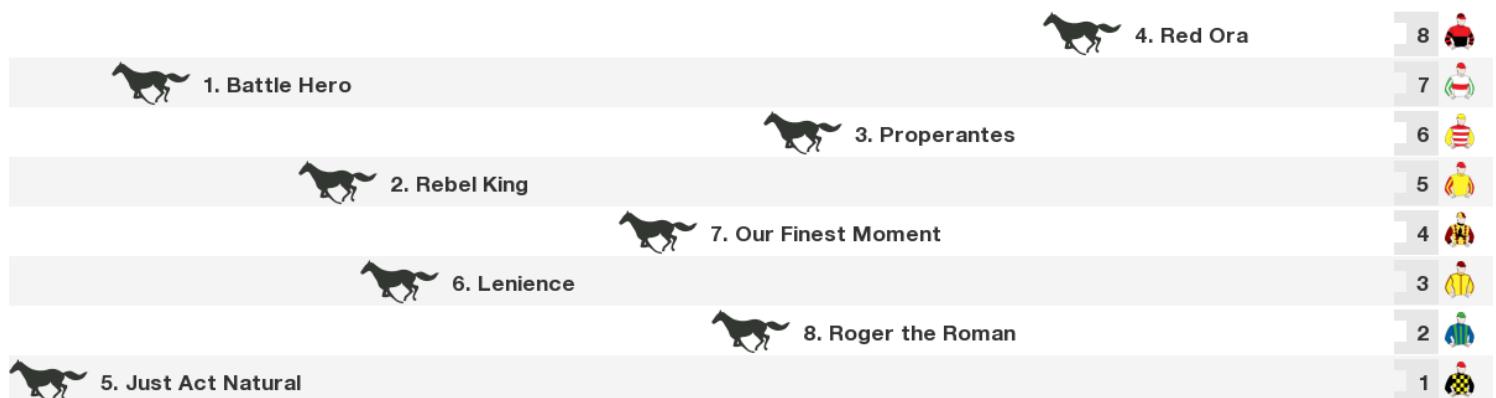 4. Red Ora 8
1. Battle Hero 7
3. Properantes 6
2. Rebel King 5
7. Our Finest Moment 4
6. Lenience 3
8. Roger the Roman 2
5. Just Act Natural 1